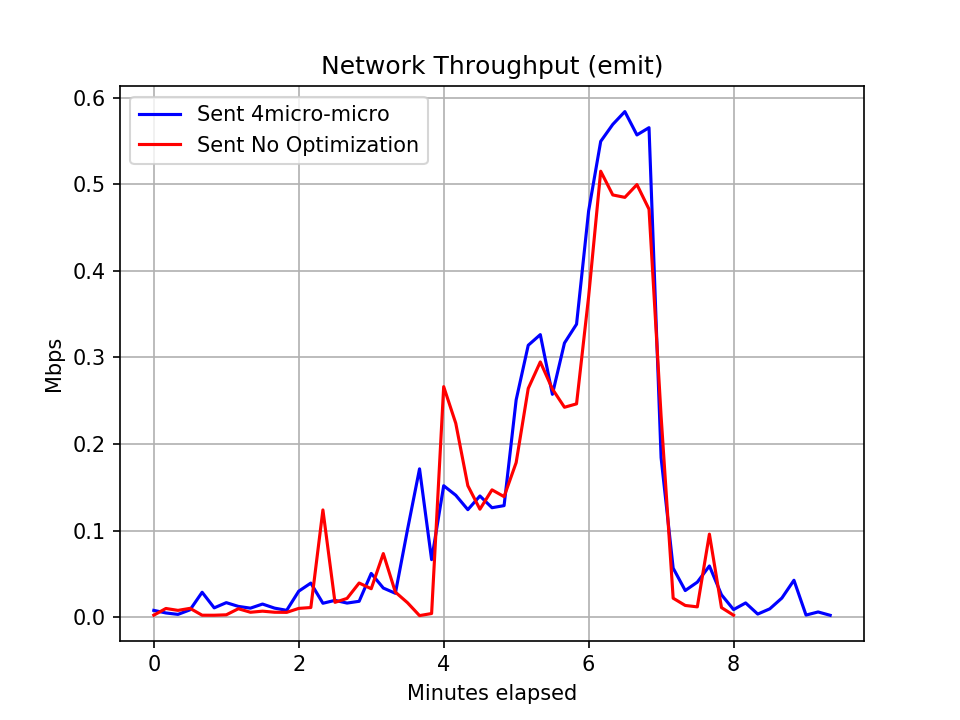 Network Throughput (emit)
Sent 4micro-micro
Sent No Optimization
0.6
0.5
0.4
0.3
0.2
0.1
0.0
Mbps
0 2 4 6 8
Minutes elapsed